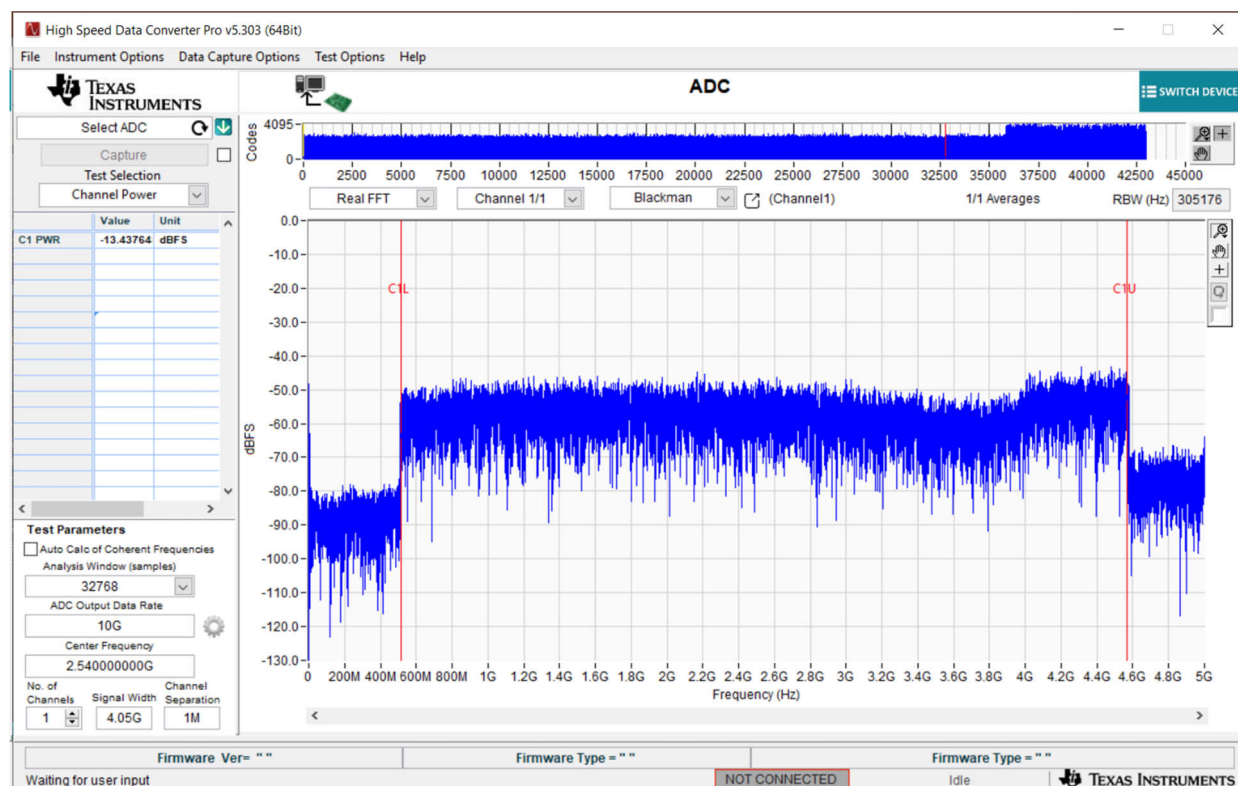 High Speed Data Converter Pro v5.303 (64Bit)
File Instrument Options Data Capture Options Test Options Help
TEXAS INSTRUMENTS
ADC
SWITCH DEVICE
Select ADC
Capture
Test Selection
Channel Power
Value Unit
C1 PWR -13.43764 dBFS
Codes
4095
0
0 2500 5000 7500 10000 12500 15000 17500 20000 22500 25000 27500 30000 32500 35000 37500 40000 42500 45000
Real FFT Channel 1/1 Blackman (Channel1) 1/1 Averages RBW (Hz) 305176
dBFS
0.0
-10.0
-20.0
-30.0
-40.0
-50.0
-60.0
-70.0
-80.0
-90.0
-100.0
-110.0
-120.0
-130.0
C1L C1U
0 200M 400M 600M 800M 1G 1.2G 1.4G 1.6G 1.8G 2G 2.2G 2.4G 2.6G 2.8G 3G 3.2G 3.4G 3.6G 3.8G 4G 4.2G 4.4G 4.6G 4.8G 5G
Frequency (Hz)
Test Parameters
Auto Calc of Coherent Frequencies
Analysis Window (samples)
32768
ADC Output Data Rate
10G
Center Frequency
2.540000000G
No. of Channels Signal Width Channel Separation
1 4.05G 1M
Firmware Ver= " " Firmware Type = " " Firmware Type = " "
Waiting for user input NOT CONNECTED Idle TEXAS INSTRUMENTS